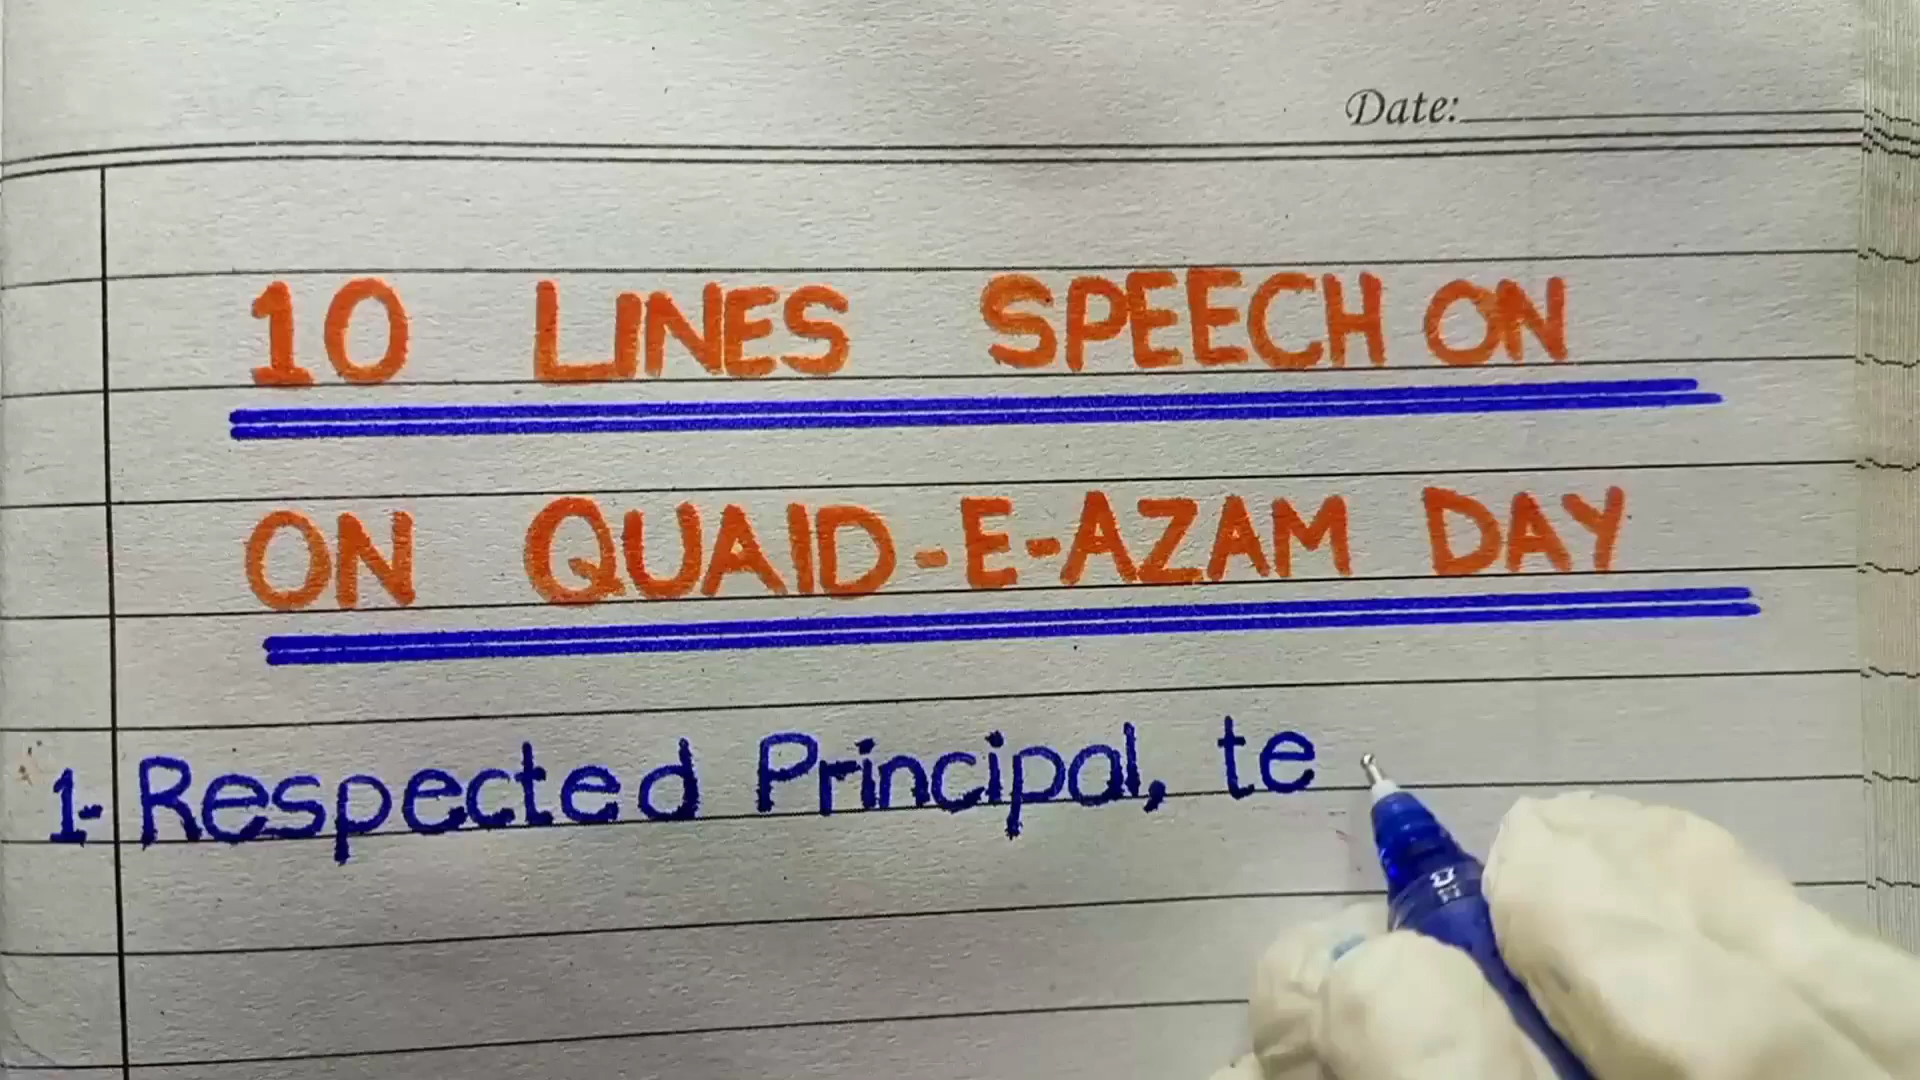 Date:
10 LINES SPEECH ON
ON QUAID-E-AZAM DAY
1- Respected Principal, te